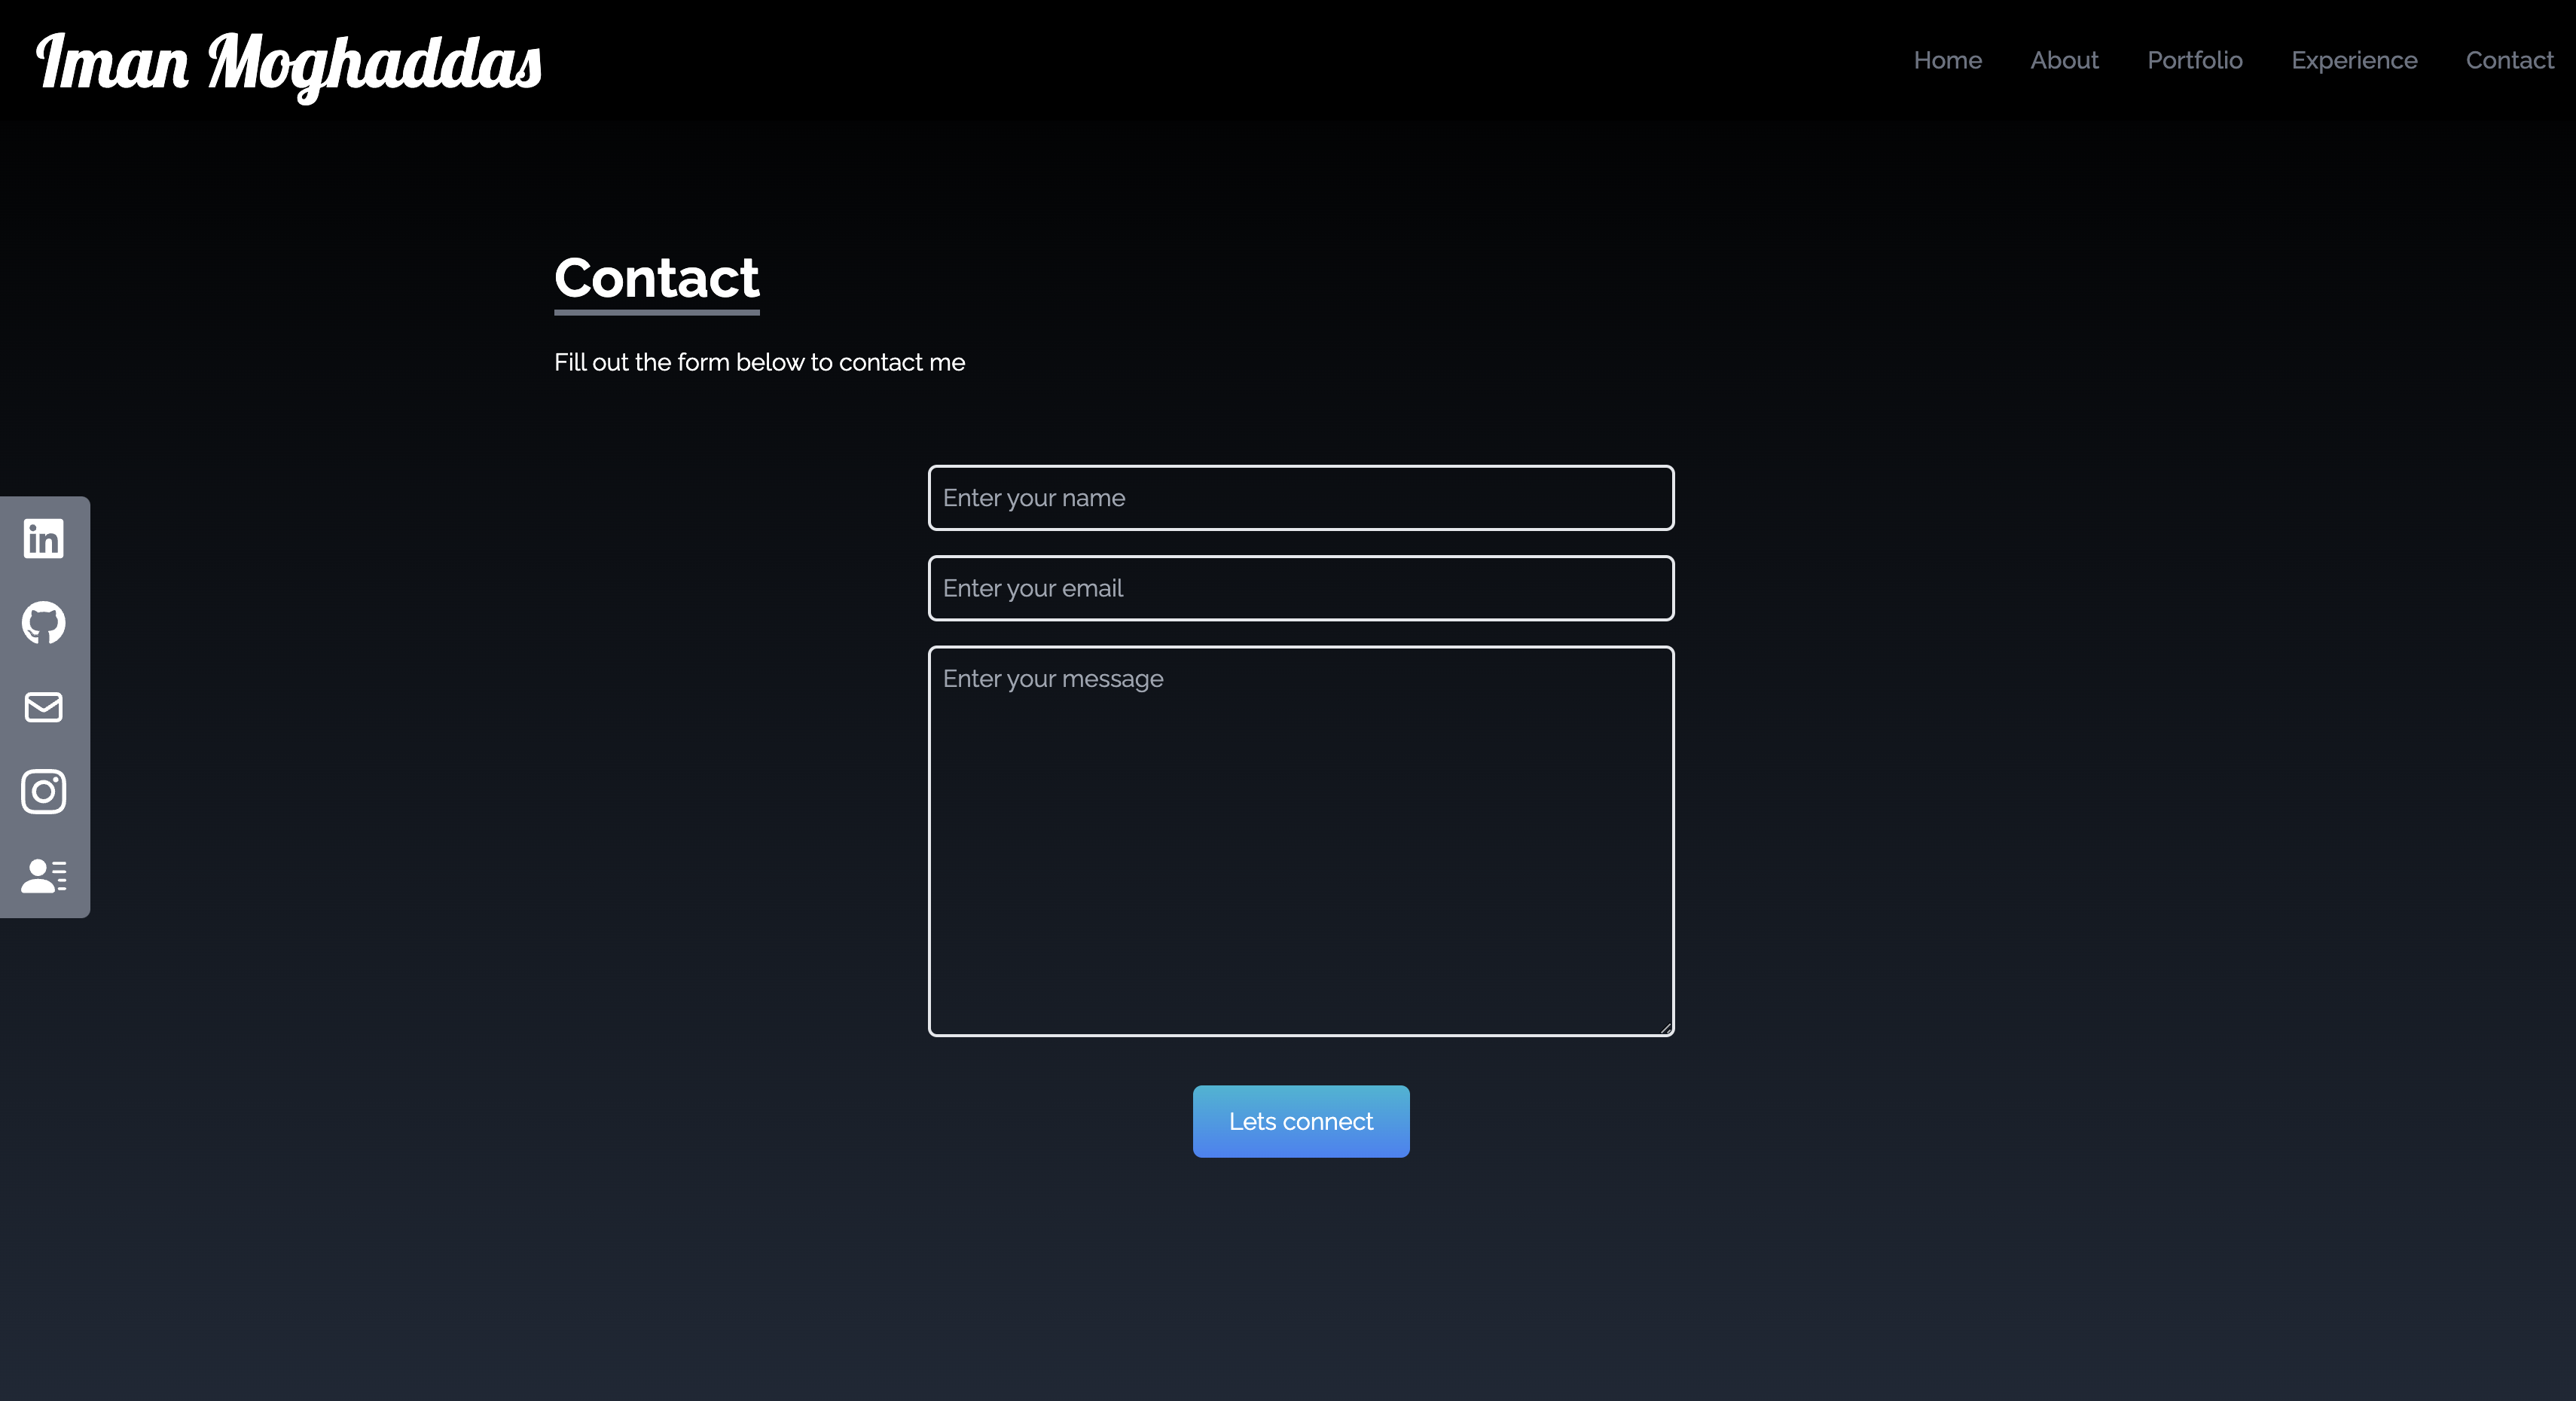 Iman Moghaddas
Home About Portfolio Experience Contact
Contact
Fill out the form below to contact me
Enter your name
Enter your email
Enter your message
Lets connect